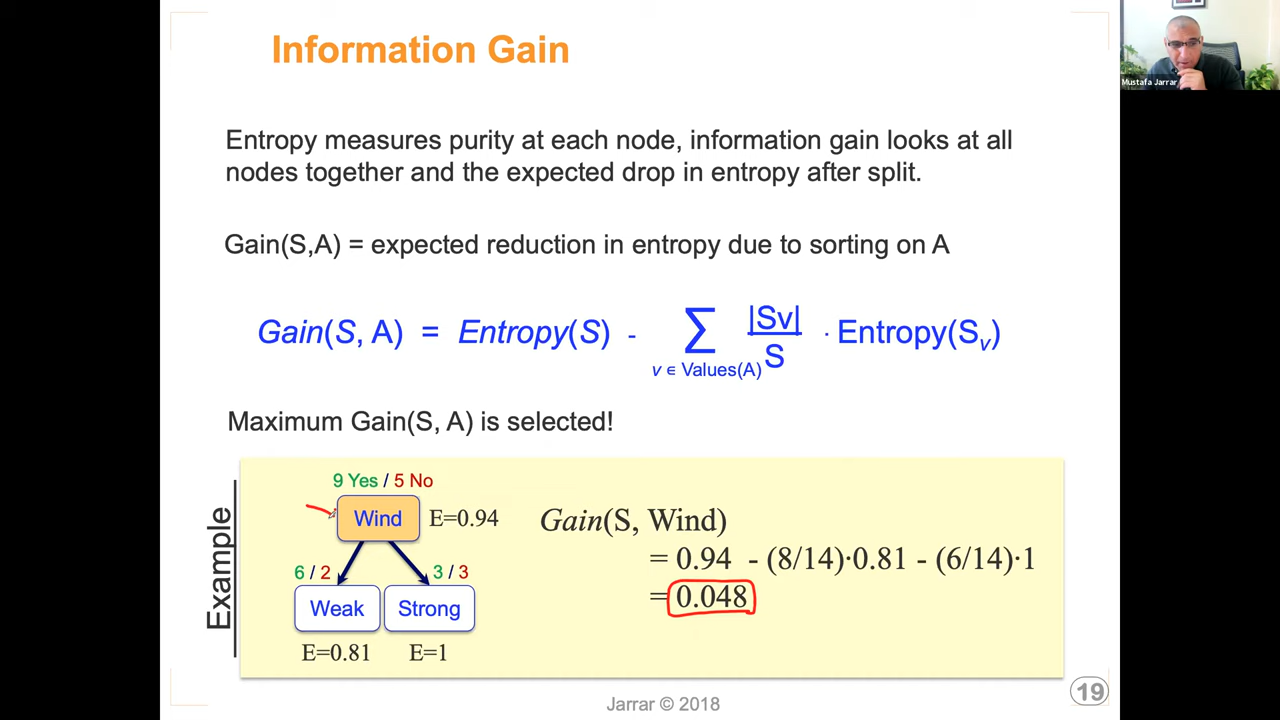 Information Gain
Mustafa Jarrar
Entropy measures purity at each node, information gain looks at all
nodes together and the expected drop in entropy after split.
Gain(S,A) = expected reduction in entropy due to sorting on A
Gain(S, A) = Entropy(S) - ∑ |Sv| · Entropy(Sv)
v ∈ Values(A) S
Maximum Gain(S, A) is selected!
Example
9 Yes / 5 No
Wind E=0.94
6 / 2 3 / 3
Weak Strong
E=0.81 E=1
Gain(S, Wind)
= 0.94 - (8/14)·0.81 - (6/14)·1
= 0.048
Jarrar © 2018
19